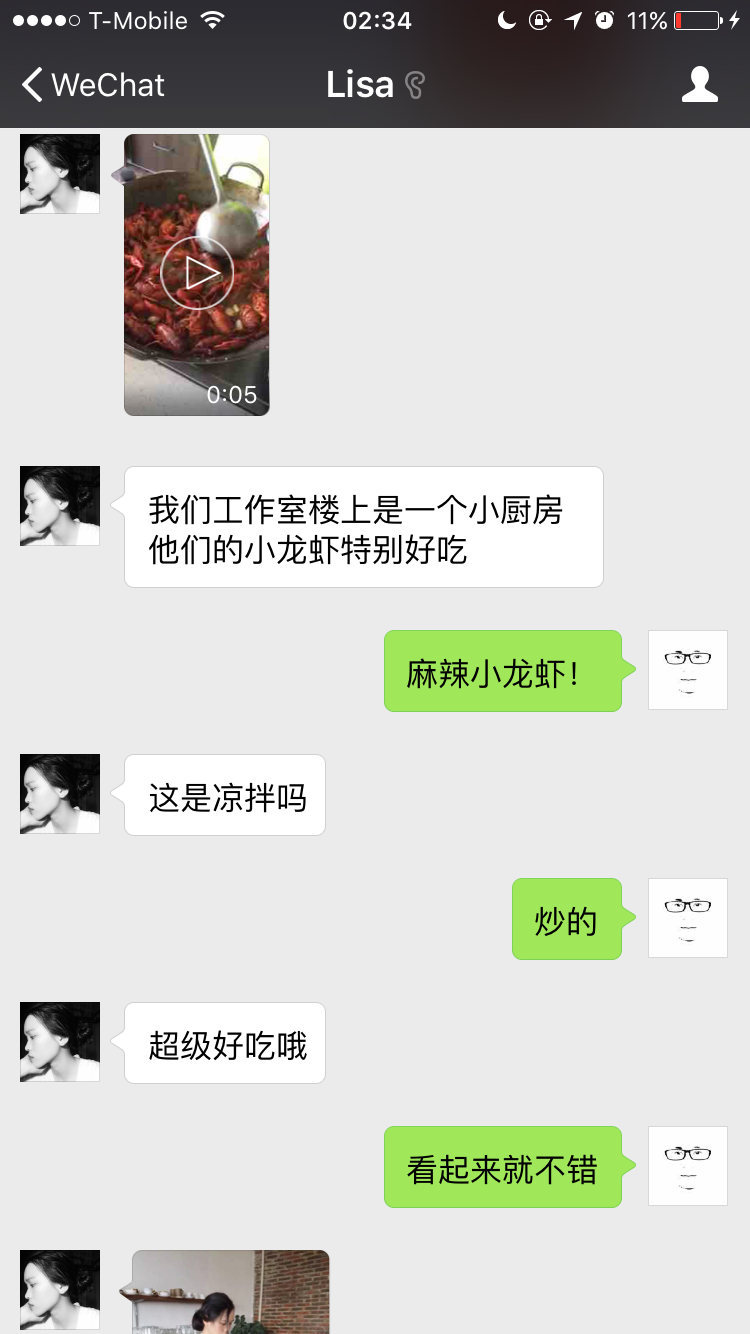 T-Mobile 02:34 11%
WeChat Lisa
0:05
我们工作室楼上是一个小厨房
他们的小龙虾特别好吃
麻辣小龙虾！
这是凉拌吗
炒的
超级好吃哦
看起来就不错